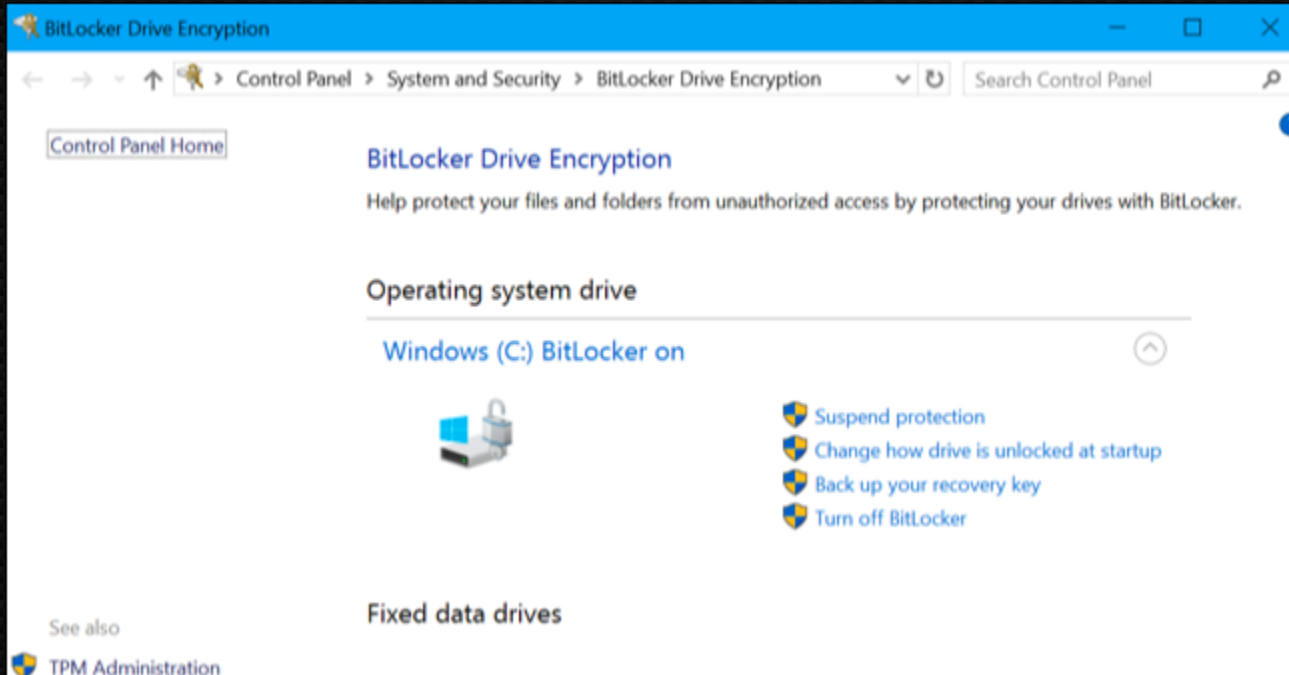 BitLocker Drive Encryption
Control Panel > System and Security > BitLocker Drive Encryption
Search Control Panel
Control Panel Home
BitLocker Drive Encryption
Help protect your files and folders from unauthorized access by protecting your drives with BitLocker.
Operating system drive
Windows (C:) BitLocker on
Suspend protection
Change how drive is unlocked at startup
Back up your recovery key
Turn off BitLocker
Fixed data drives
See also
TPM Administration